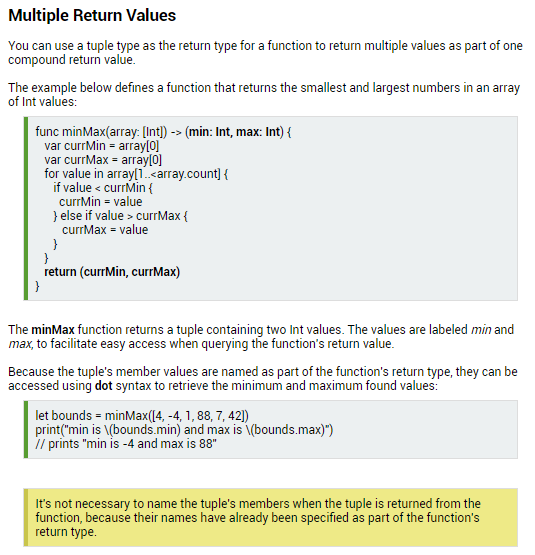 Multiple Return Values
You can use a tuple type as the return type for a function to return multiple values as part of one
compound return value.
The example below defines a function that returns the smallest and largest numbers in an array
of Int values:
func minMax(array: [Int]) -> (min: Int, max: Int) {
var currMin = array[0]
var currMax = array[0]
for value in array[1..<array.count] {
if value < currMin {
currMin = value
} else if value > currMax {
currMax = value
}
}
return (currMin, currMax)
}
The minMax function returns a tuple containing two Int values. The values are labeled min and
max, to facilitate easy access when querying the function's return value.
Because the tuple's member values are named as part of the function's return type, they can be
accessed using dot syntax to retrieve the minimum and maximum found values:
let bounds = minMax([4, -4, 1, 88, 7, 42])
print("min is \(bounds.min) and max is \(bounds.max)")
// prints "min is -4 and max is 88"
It's not necessary to name the tuple's members when the tuple is returned from the
function, because their names have already been specified as part of the function's
return type.